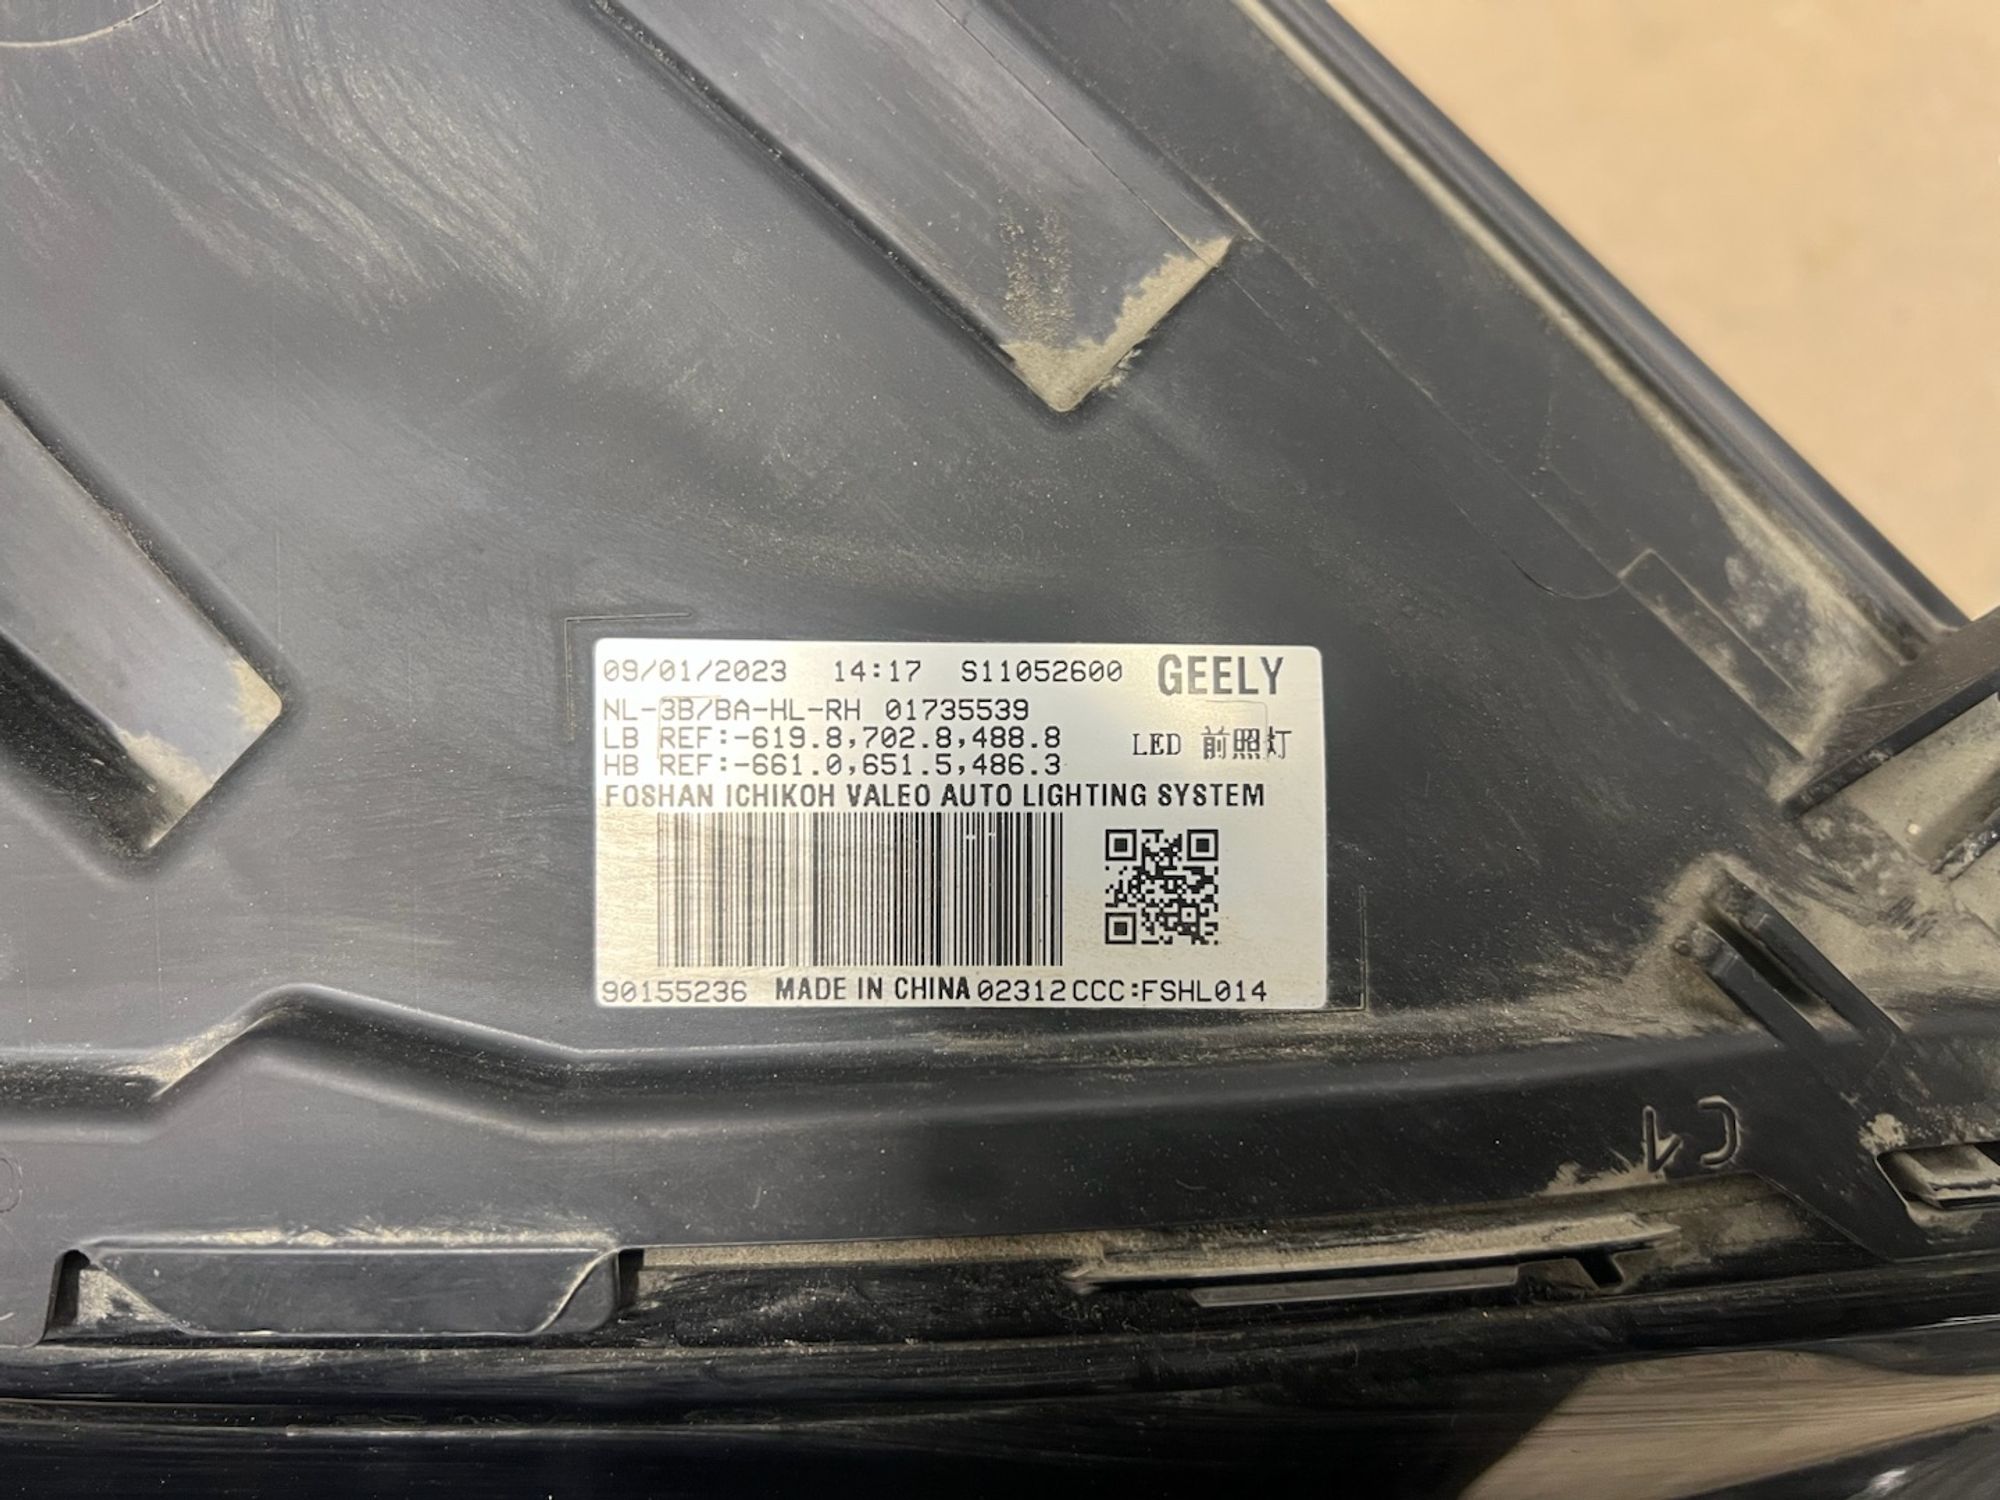 09/01/2023 14:17 S11052600 GEELY
NL-3B/BA-HL-RH 01735539
LB REF:-619.8,702.8,488.8
HB REF:-661.0,651.5,486.3
LED 前照灯
FOSHAN ICHIKOH VALEO AUTO LIGHTING SYSTEM
90155236 MADE IN CHINA 02312 CCC:FSHL014
C1